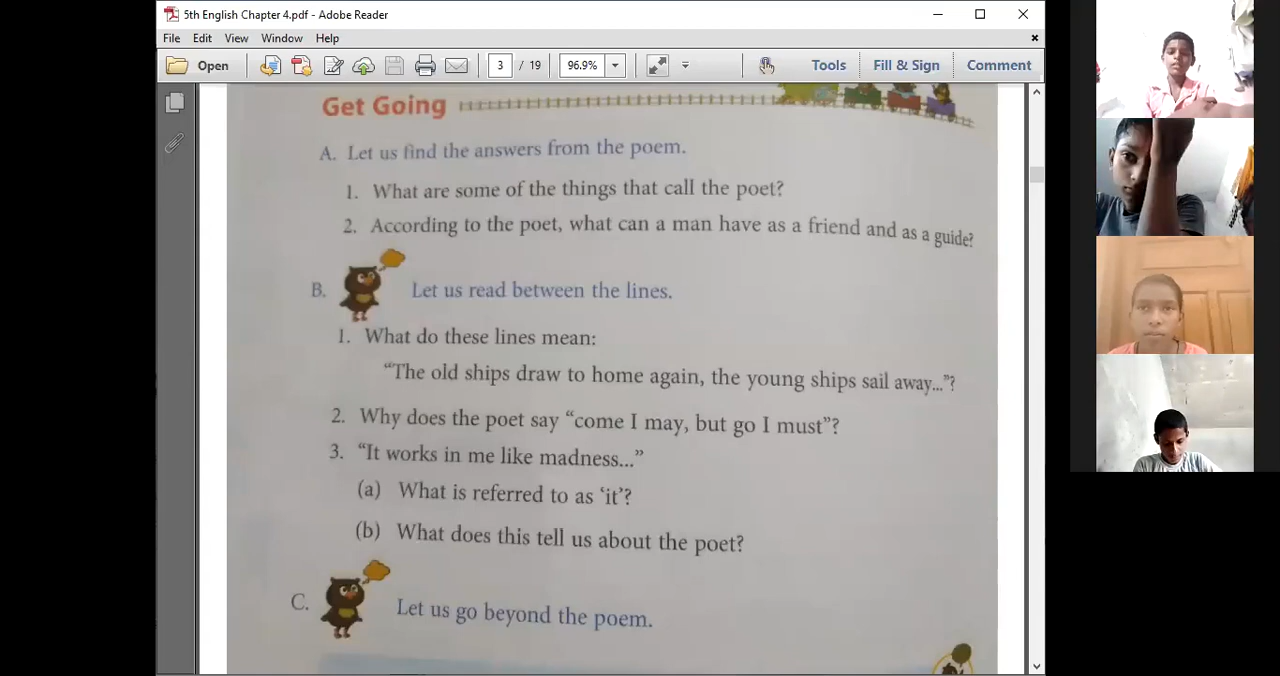 5th English Chapter 4.pdf - Adobe Reader
File Edit View Window Help
Open 3 / 19 96.9% Tools Fill & Sign Comment
Get Going
A. Let us find the answers from the poem.
1. What are some of the things that call the poet?
2. According to the poet, what can a man have as a friend and as a guide?
B. Let us read between the lines.
1. What do these lines mean:
“The old ships draw to home again, the young ships sail away...”?
2. Why does the poet say “come I may, but go I must”?
3. “It works in me like madness...”
(a) What is referred to as ‘it’?
(b) What does this tell us about the poet?
C. Let us go beyond the poem.